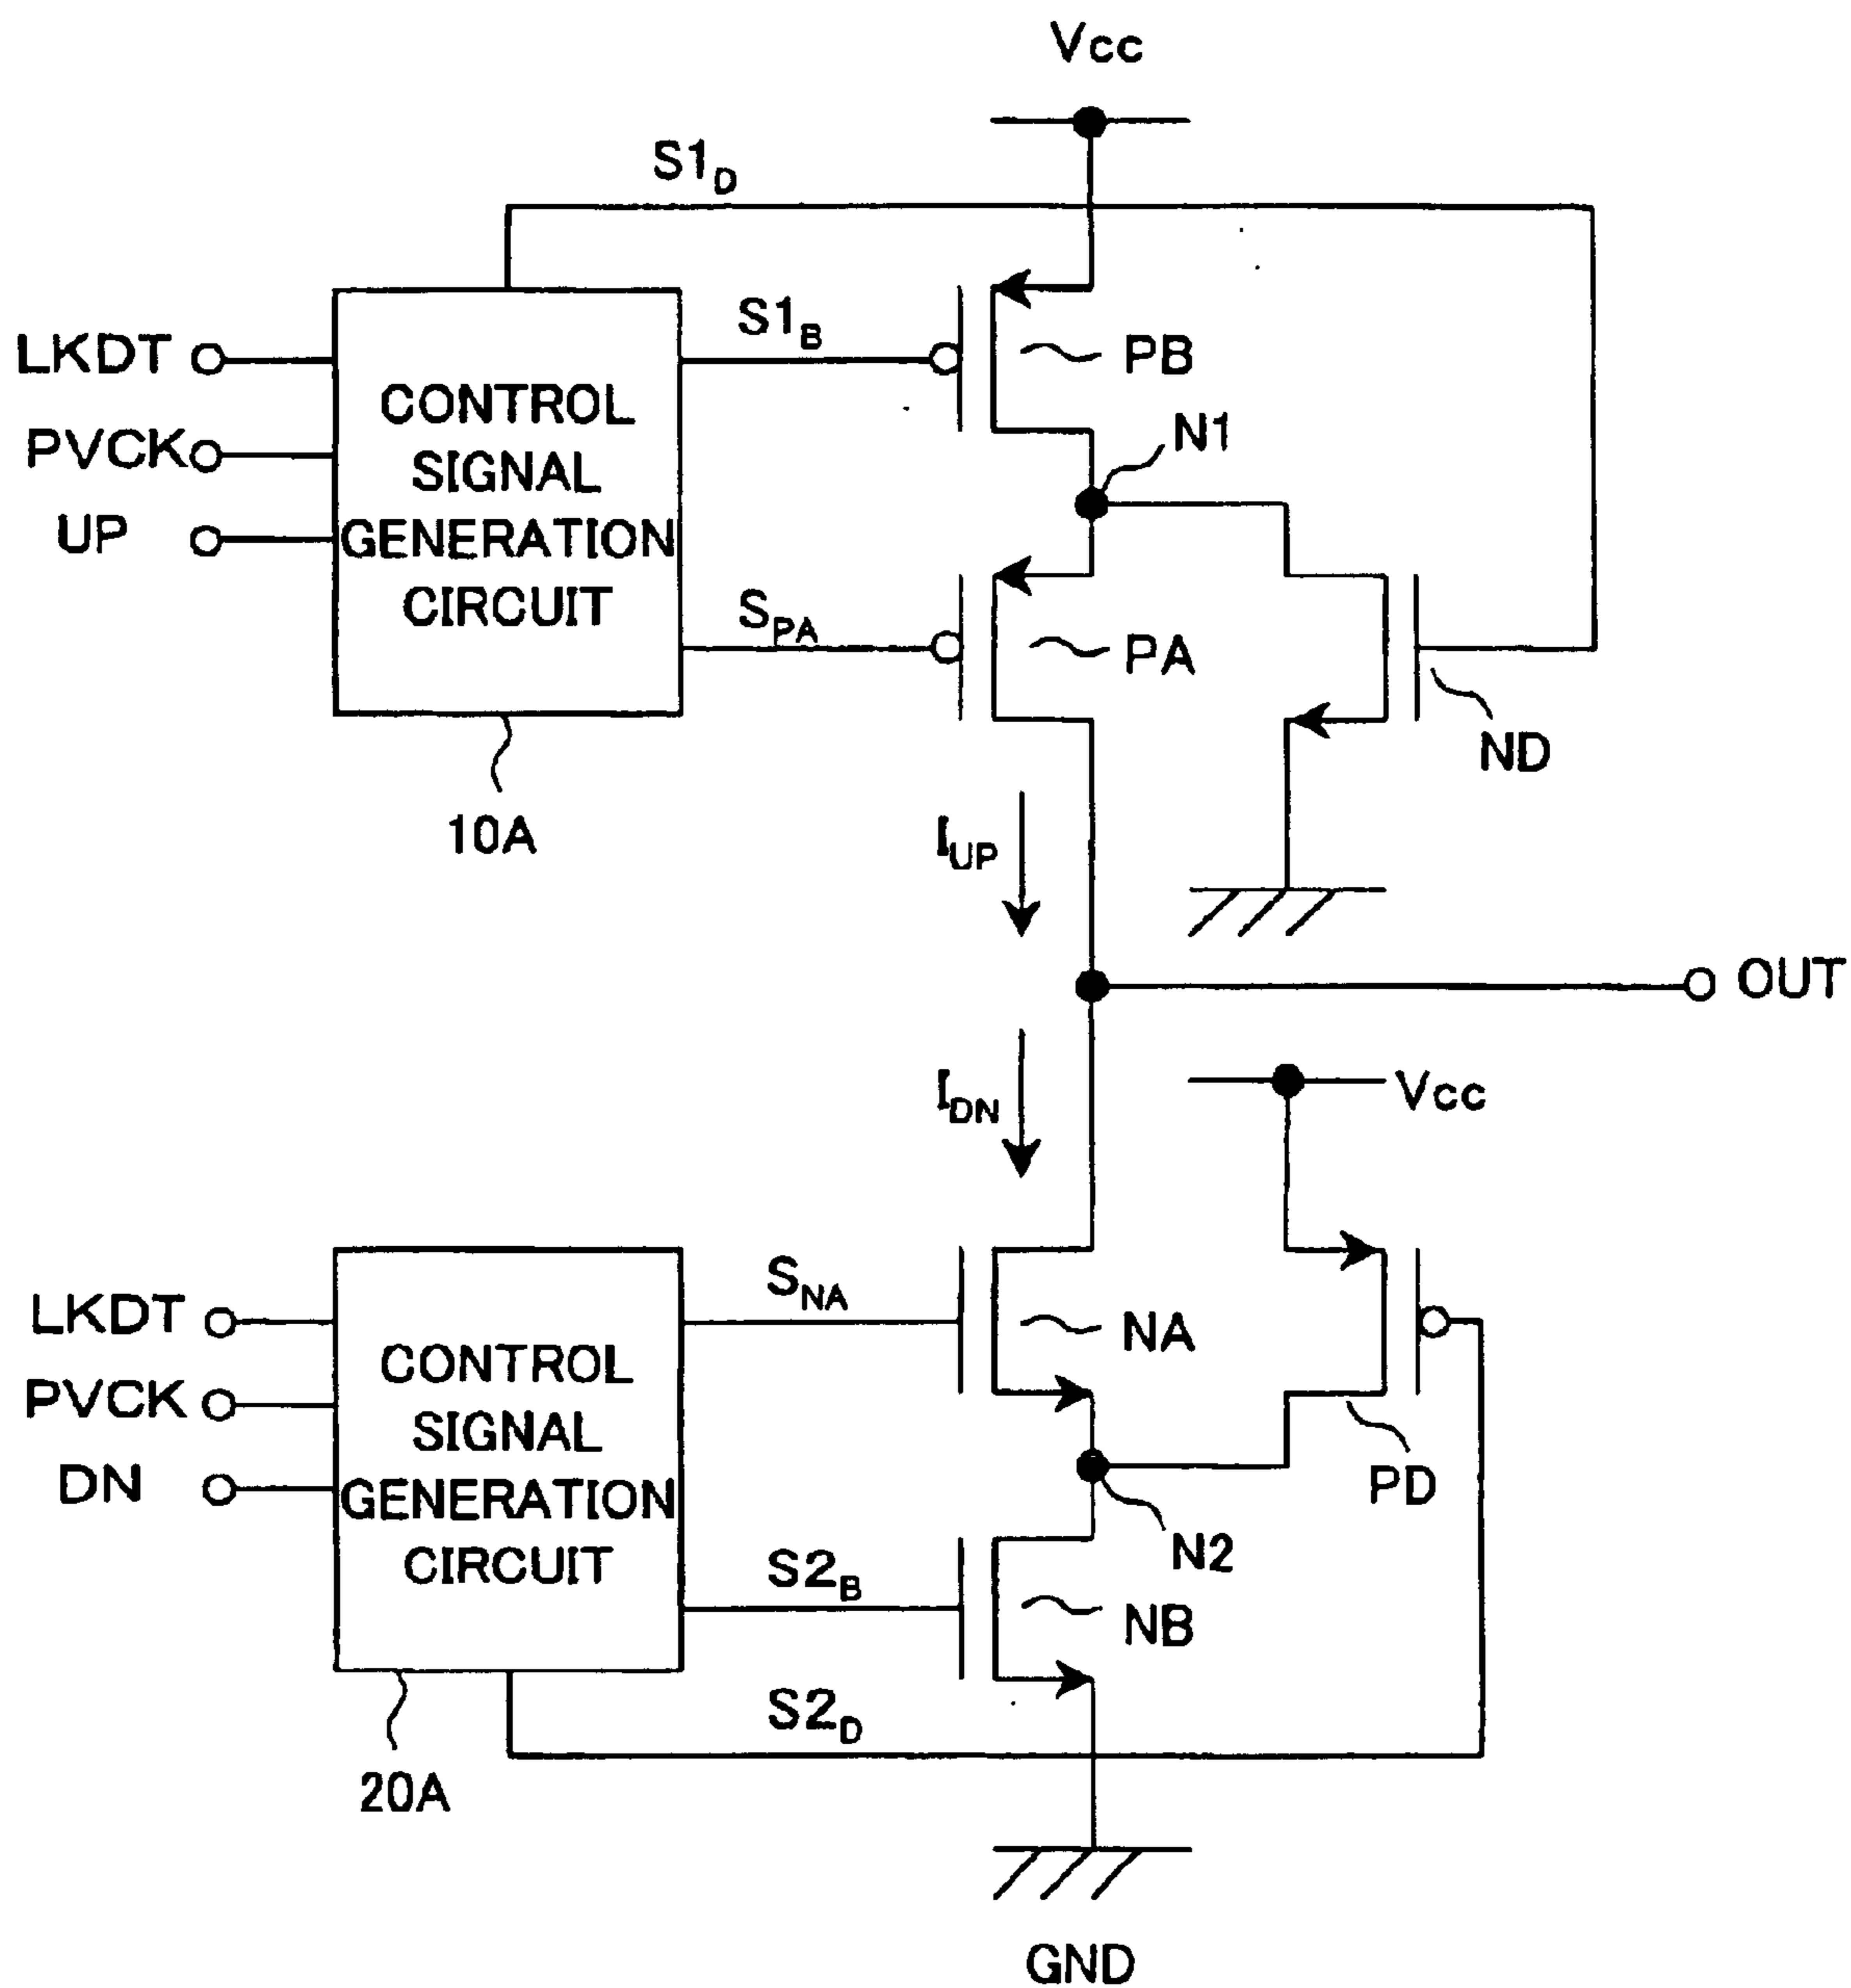 Vcc
S1D
LKDT
PVCK
UP
CONTROL
SIGNAL
GENERATION
CIRCUIT
10A
S1B
SPA
PB
N1
PA
ND
IUP
OUT
IDN
Vcc
LKDT
PVCK
DN
CONTROL
SIGNAL
GENERATION
CIRCUIT
20A
SNA
S2B
S2D
NA
PD
N2
NB
GND